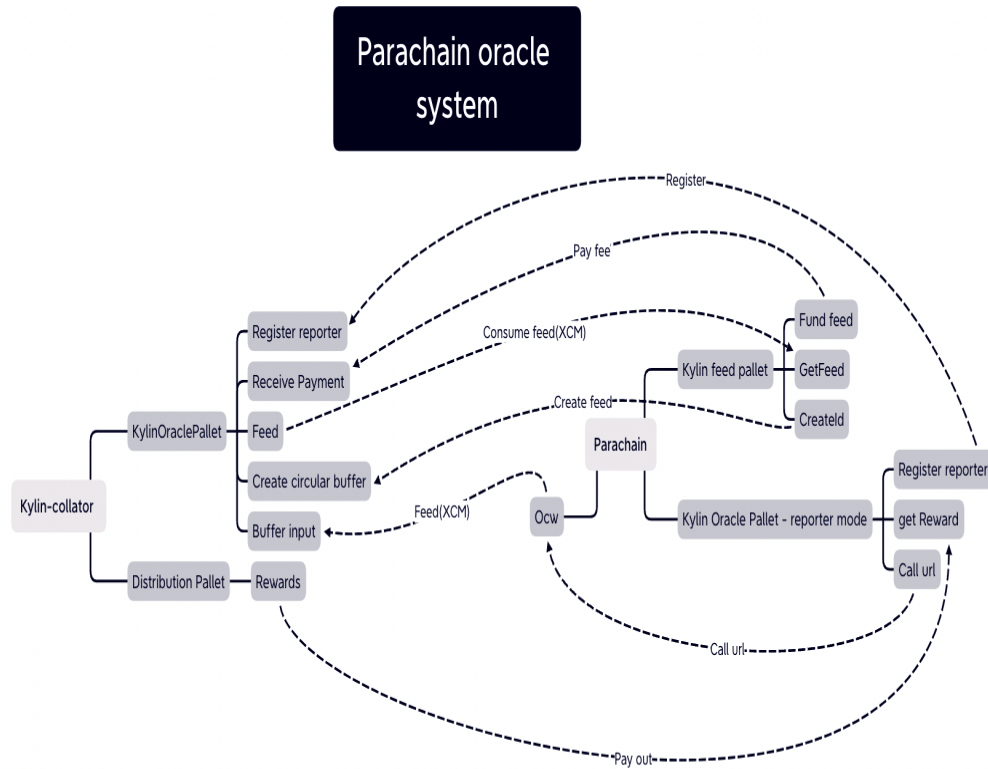 Parachain oracle
system
Register
Pay fee
Fund feed
Register reporter
Consume feed(XCM)
Kylin feed pallet
GetFeed
Receive Payment
Create feed
CreateId
KylinOraclePallet
Feed
Parachain
Register reporter
Create circular buffer
Kylin-collator
Feed(XCM)
Ocw
Kylin Oracle Pallet - reporter mode
get Reward
Buffer input
Call url
Distribution Pallet
Rewards
Call url
Pay out